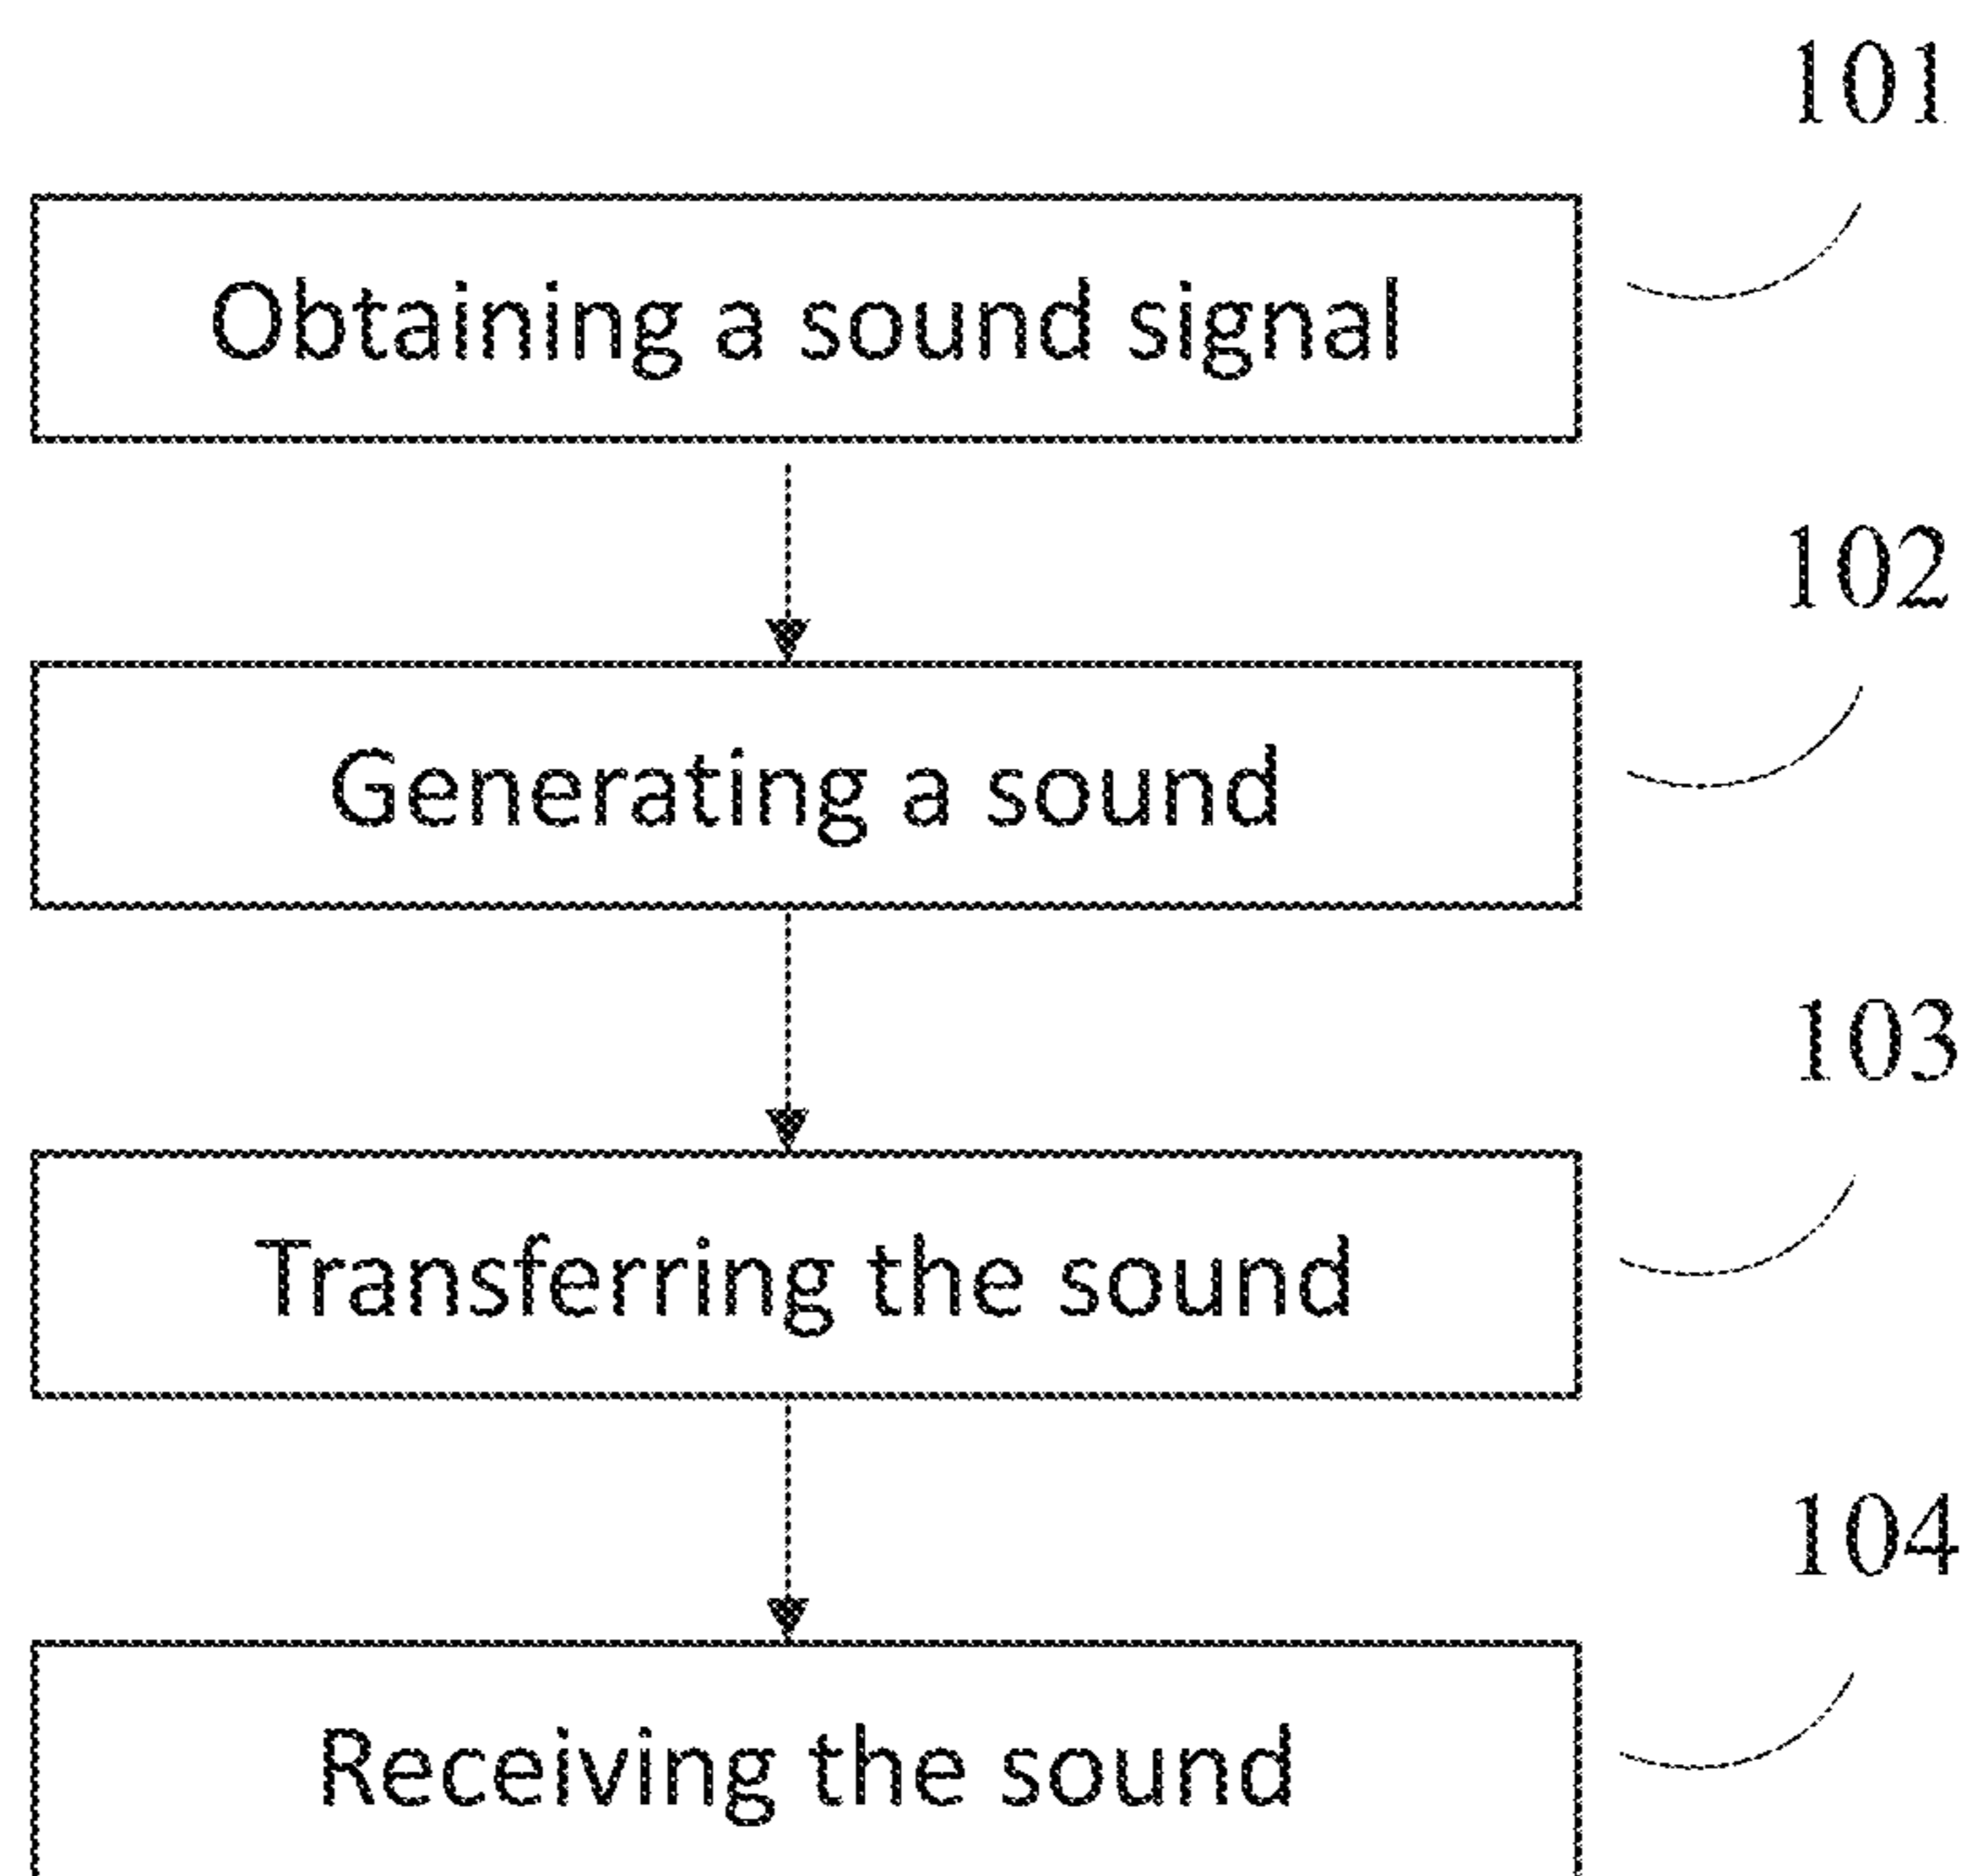 101
Obtaining a sound signal
102
Generating a sound
103
Transferring the sound
104
Receiving the sound